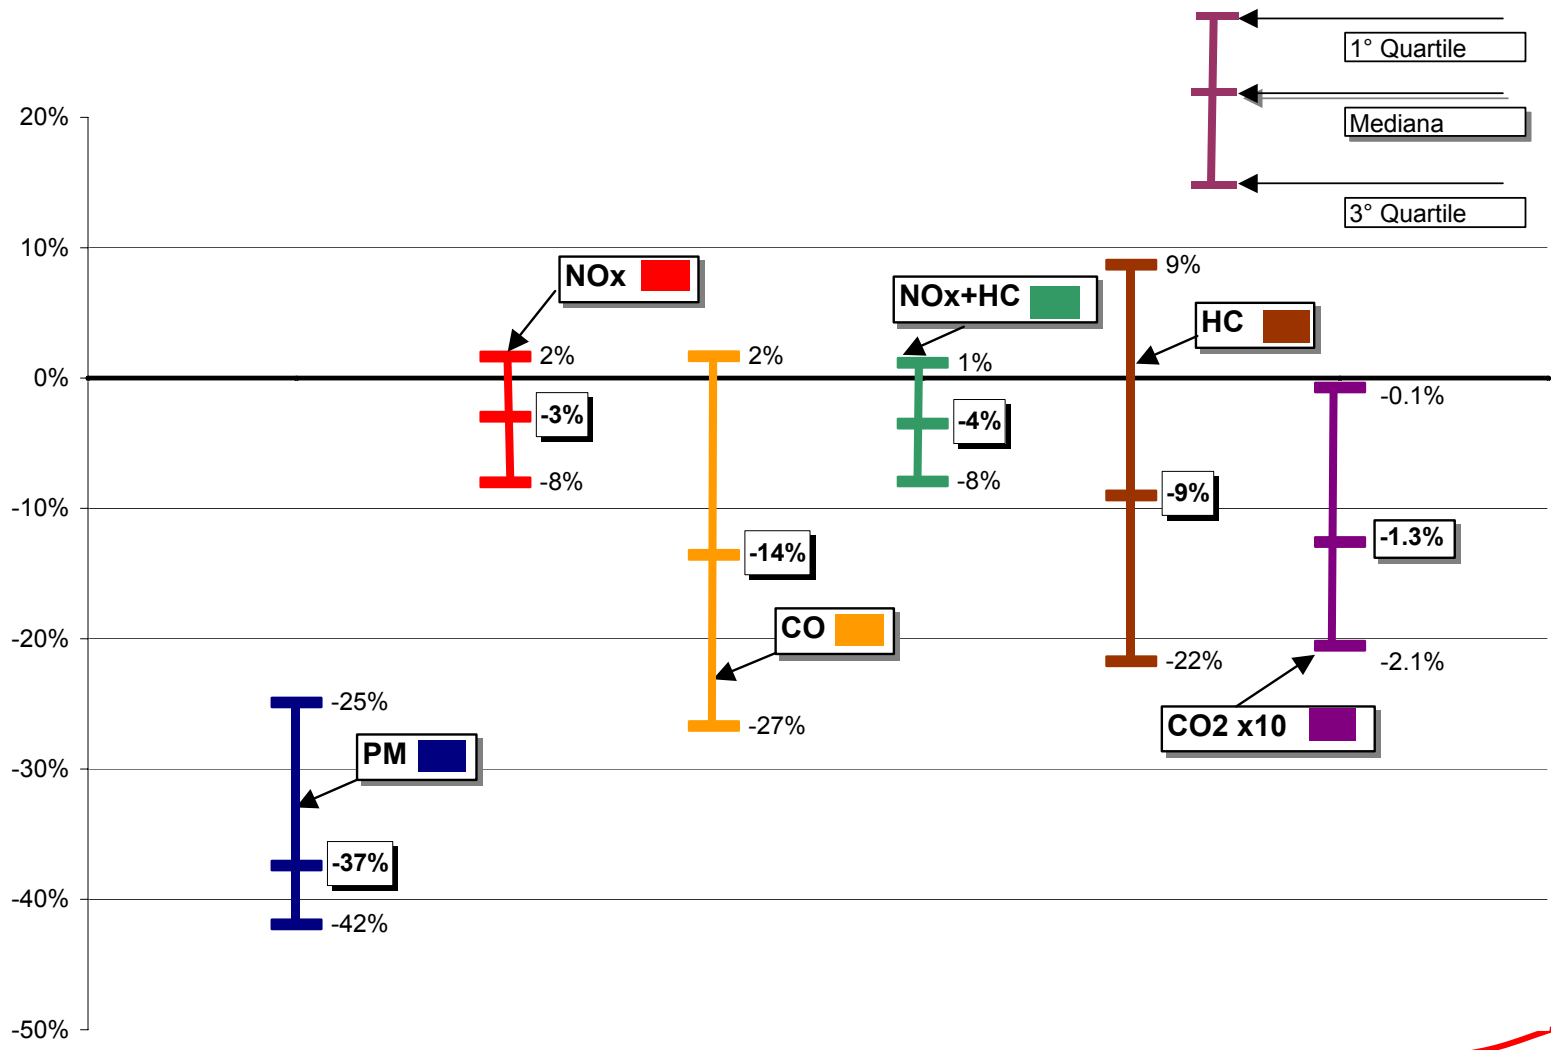 1° Quartile
Mediana
3° Quartile
20%
10%
0%
-10%
-20%
-30%
-40%
-50%
PM
-25%
-37%
-42%
NOx
2%
-3%
-8%
CO
2%
-14%
-27%
NOx+HC
1%
-4%
-8%
HC
9%
-9%
-22%
CO2 x10
-0.1%
-1.3%
-2.1%